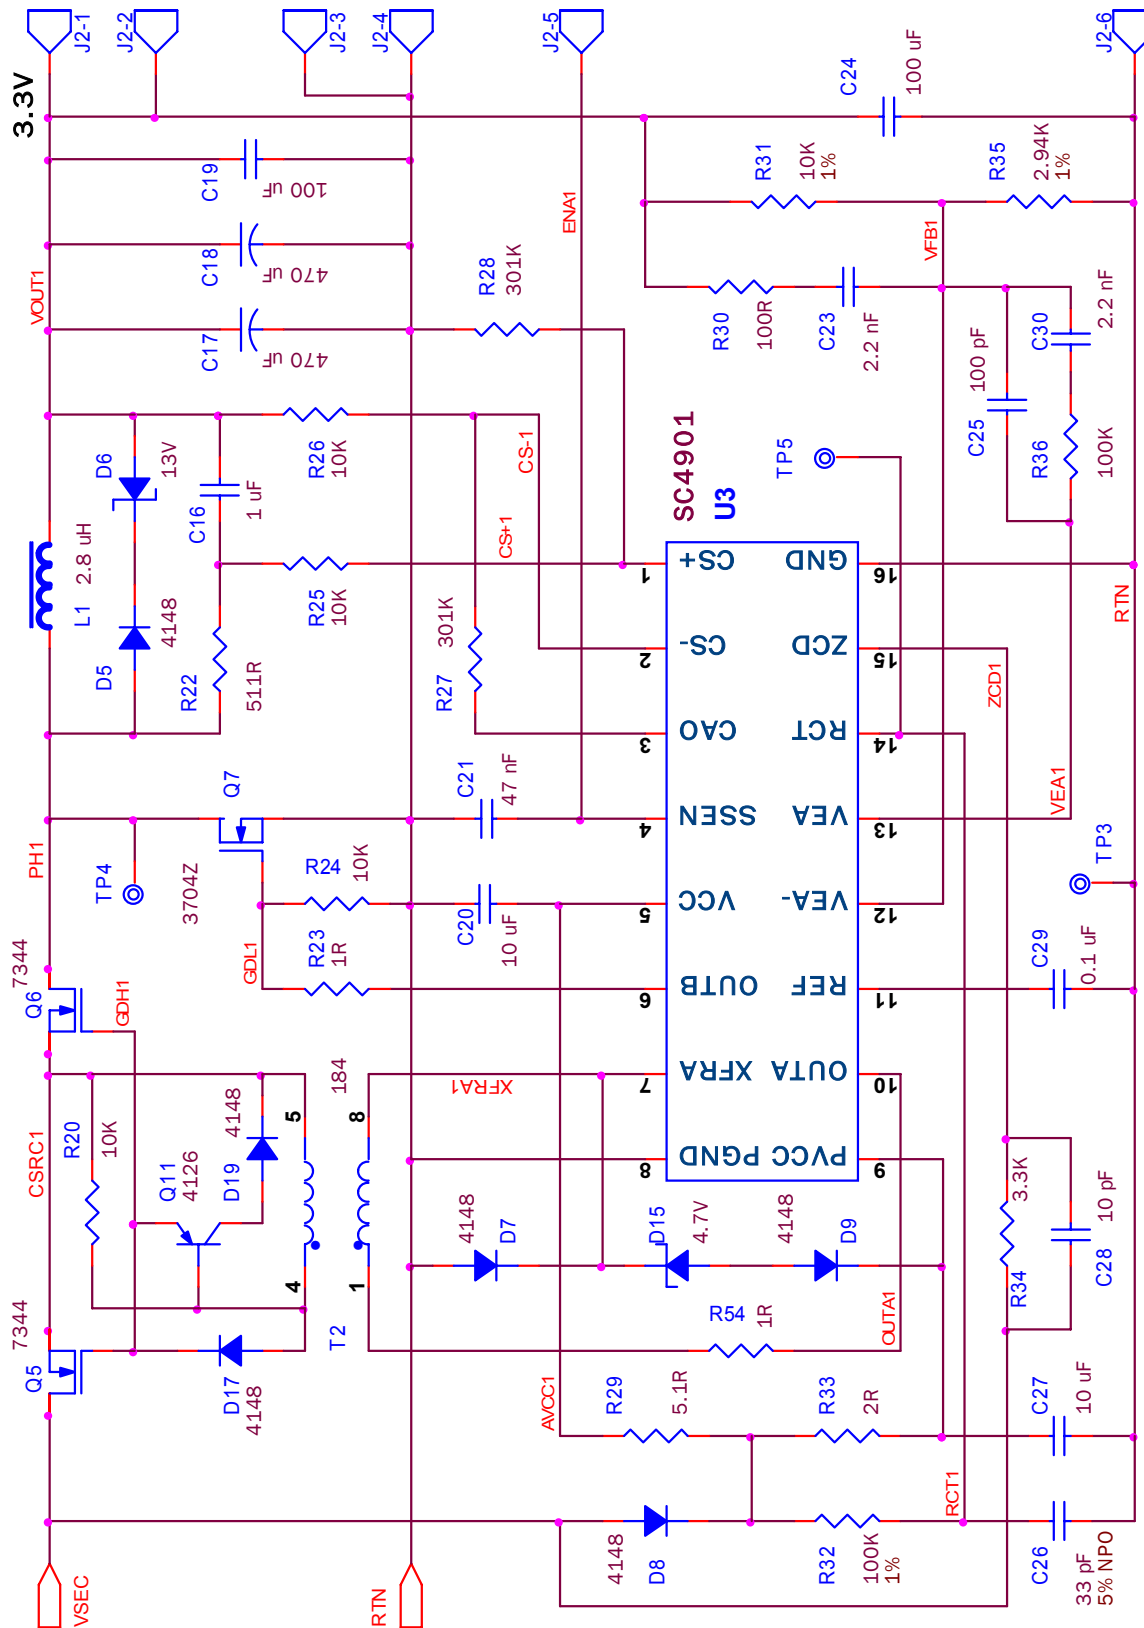 3.3V
J2-1
J2-2
J2-3
J2-4
J2-5
J2-6
VOUT1
C19
100 uF
C18
470 uF
C17
470 uF
ENA1
R28
301K
C24
100 uF
R31
10K
1%
R35
2.94K
1%
VFB1
R30
100R
C23
2.2 nF
C30
2.2 nF
C25
100 pF
R36
100K
L1 2.8 uH
D6
13V
D5
4148
C16
1 uF
R22
511R
R26
10K
R25
10K
CS-1
CS+1
R27
301K
SC4901
U3
TP5
1
CS+
2
CS-
3
CAO
4
SSEN
5
VCC
6
OUTB
7
XFRA
8
PGND
16
GND
15
ZCD
14
RCT
13
VEA
12
VEA-
11
REF
10
OUTA
9
PVCC
RTN
ZCD1
VEA1
TP3
PH1
TP4
Q7
3704Z
R24
10K
R23
1R
GDL1
C21
47 nF
C20
10 uF
C29
0.1 uF
Q6
7344
GDH1
CSRC1
R20
10K
Q11
4126
D19
4148
5
4
8
1
184
T2
XFRA1
D7
4148
D15
4.7V
D9
4148
R54
1R
OUTA1
R34
3.3K
C28
10 pF
Q5
7344
D17
4148
AVCC1
R29
5.1R
R33
2R
C27
10 uF
D8
4148
R32
100K
1%
RCT1
C26
33 pF
5% NPO
VSEC
RTN